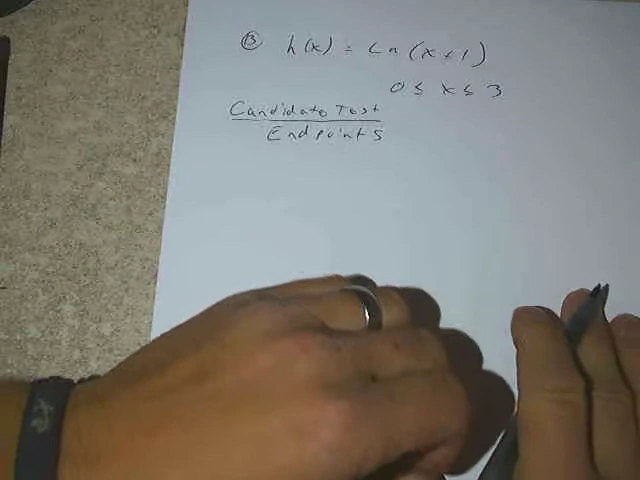 ⑬ h(x) = Ln (x+1)
0 ≤ x ≤ 3
Candidate Test
Endpoints